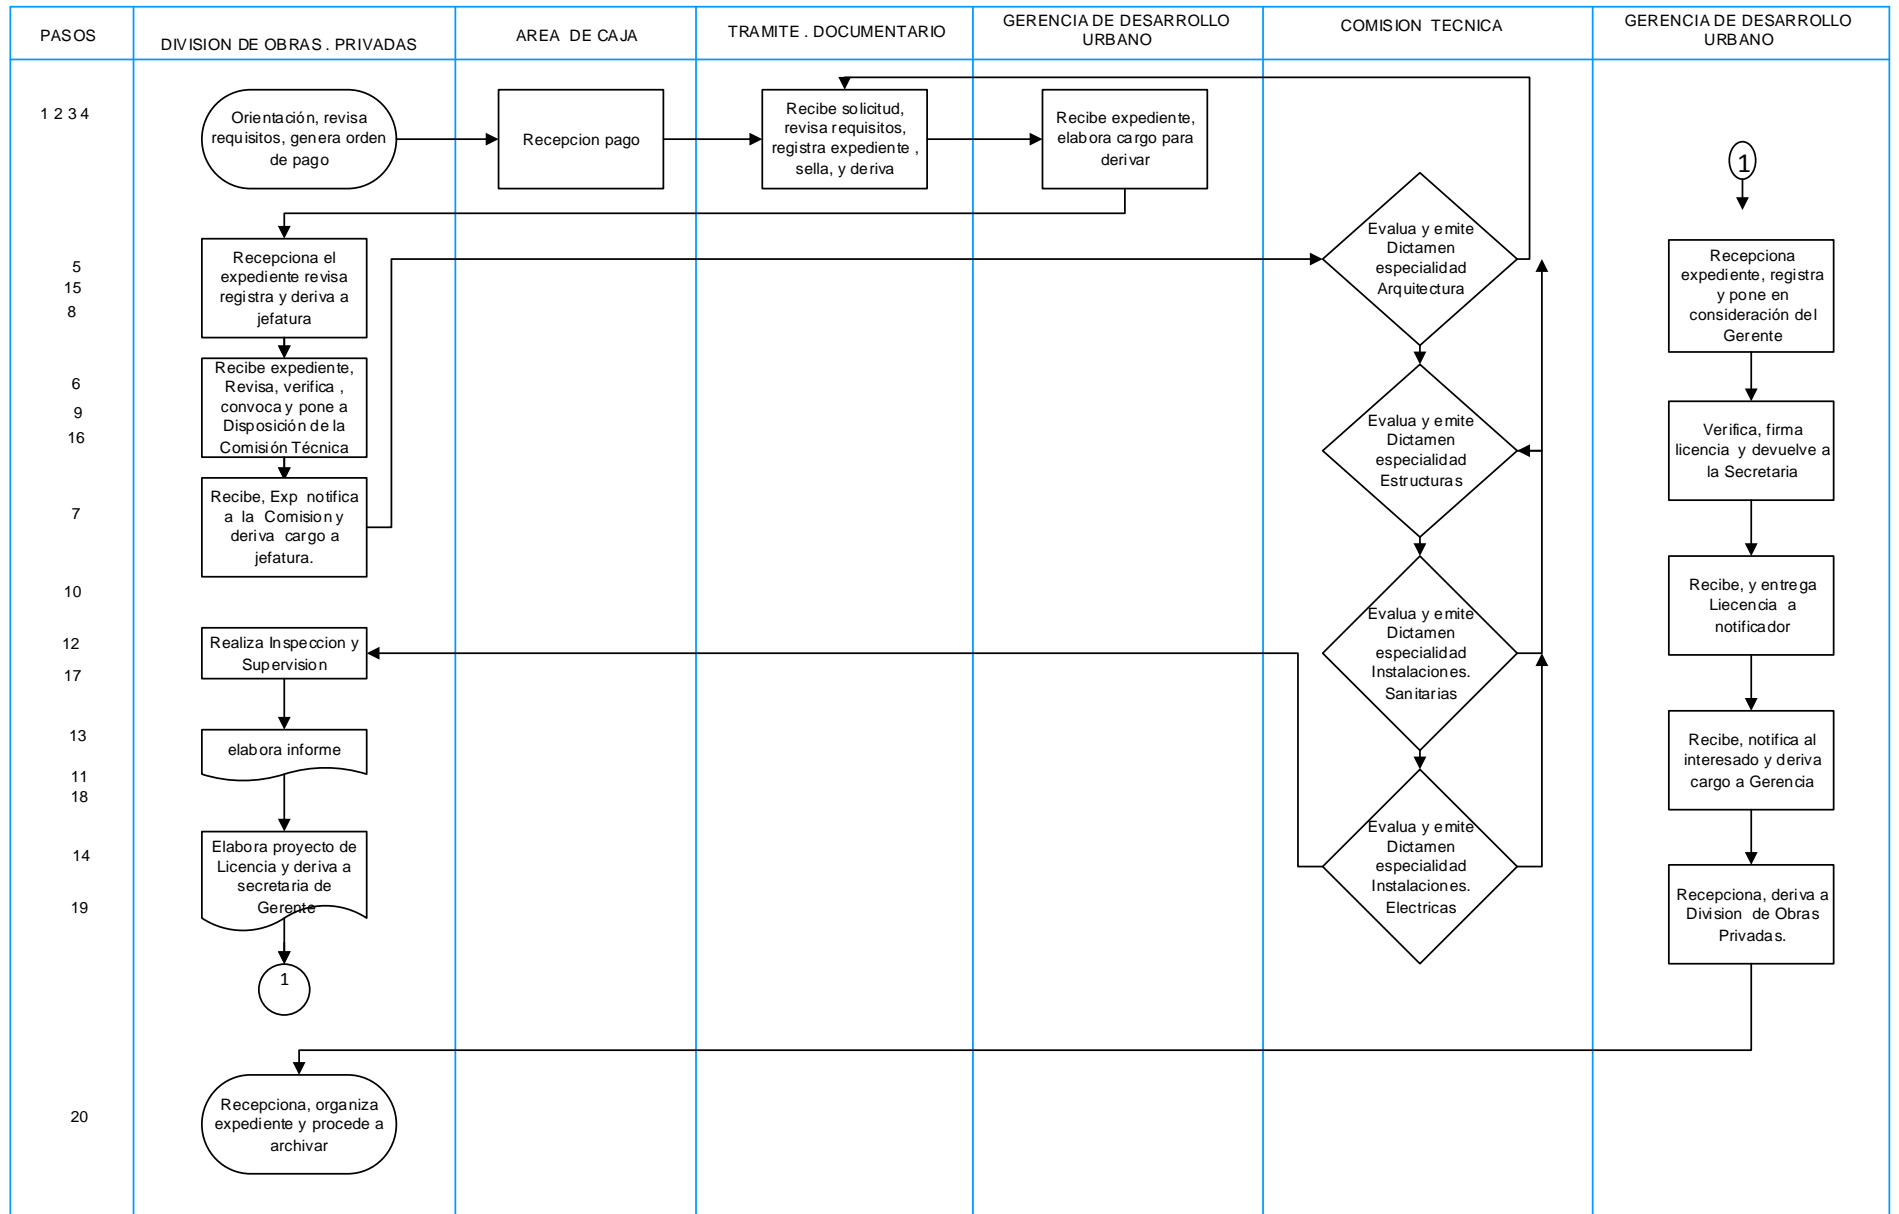 PASOS
DIVISION DE OBRAS . PRIVADAS
AREA DE CAJA
TRAMITE . DOCUMENTARIO
GERENCIA DE DESARROLLO
URBANO
COMISION TECNICA
GERENCIA DE DESARROLLO
URBANO
1 2 3 4
Orientación, revisa
requisitos, genera orden
de pago
Recepcion pago
Recibe solicitud,
revisa requisitos,
registra expediente ,
sella, y deriva
Recibe expediente,
elabora cargo para
derivar
1
5
15
8
Recepciona el
expediente revisa
registra y deriva a
jefatura
Evalua y emite
Dictamen
especialidad
Arquitectura
Recepciona
expediente, registra
y pone en
consideración del
Gerente
6
9
16
Recibe expediente,
Revisa, verifica ,
convoca y pone a
Disposición de la
Comisión Técnica
Evalua y emite
Dictamen
especialidad
Estructuras
Verifica, firma
licencia y devuelve a
la Secretaria
7
Recibe, Exp notifica
a la Comision y
deriva cargo a
jefatura.
10
12
17
Realiza Inspeccion y
Supervision
Evalua y emite
Dictamen
especialidad
Instalaciones.
Sanitarias
Recibe, y entrega
Liecencia a
notificador
13
11
18
elabora informe
Recibe, notifica al
interesado y deriva
cargo a Gerencia
14
19
Elabora proyecto de
Licencia y deriva a
secretaria de
Gerente
Evalua y emite
Dictamen
especialidad
Instalaciones.
Electricas
Recepciona, deriva a
Division de Obras
Privadas.
1
20
Recepciona, organiza
expediente y procede a
archivar